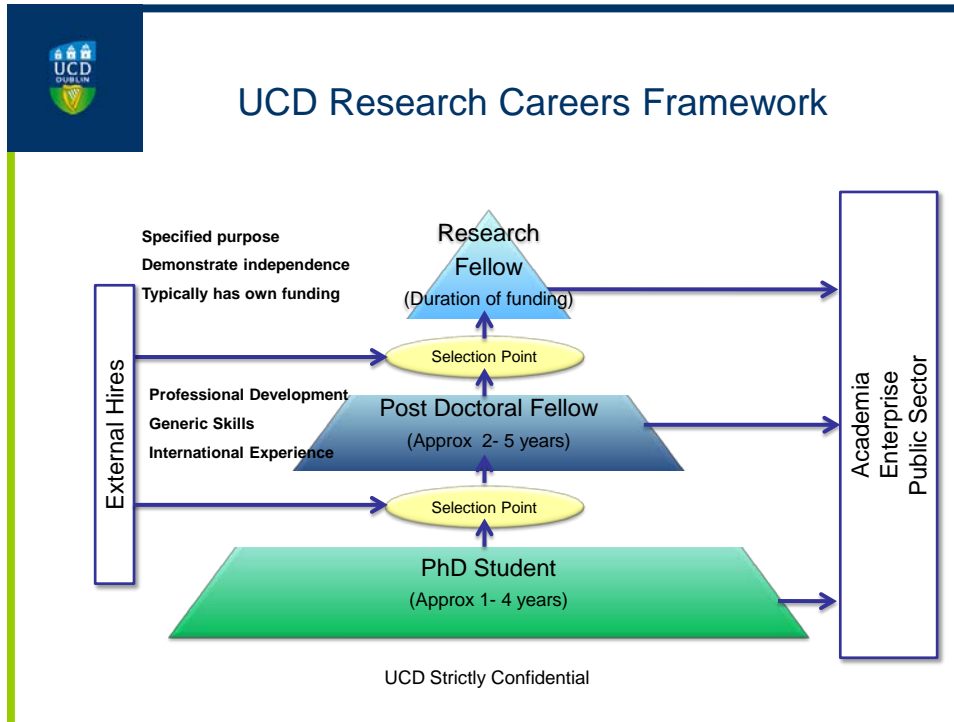 UCD
DUBLIN
UCD Research Careers Framework
Specified purpose
Demonstrate independence
Typically has own funding
Research
Fellow
(Duration of funding)
Selection Point
External Hires
Professional Development
Generic Skills
International Experience
Post Doctoral Fellow
(Approx  2- 5 years)
Selection Point
PhD Student
(Approx 1- 4 years)
Academia
Enterprise
Public Sector
UCD Strictly Confidential